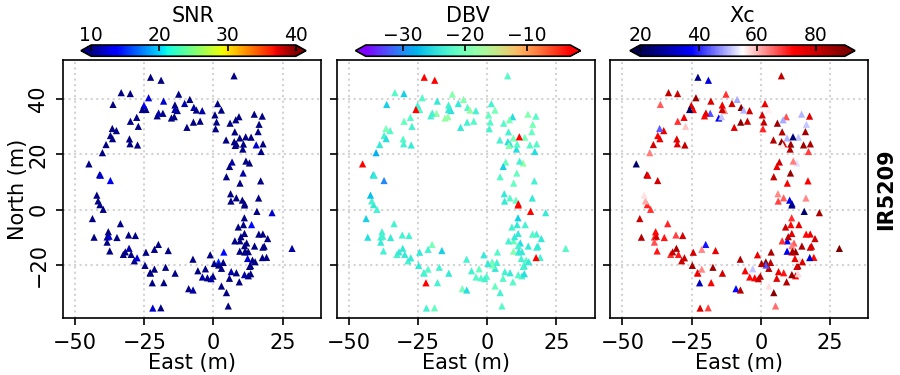 SNR DBV Xc
10 20 30 40 −30 −20 −10 20 40 60 80
40
20
0
−20
North (m)
−50 −25 0 25 −50 −25 0 25 −50 −25 0 25
East (m) East (m) East (m)
IR5209